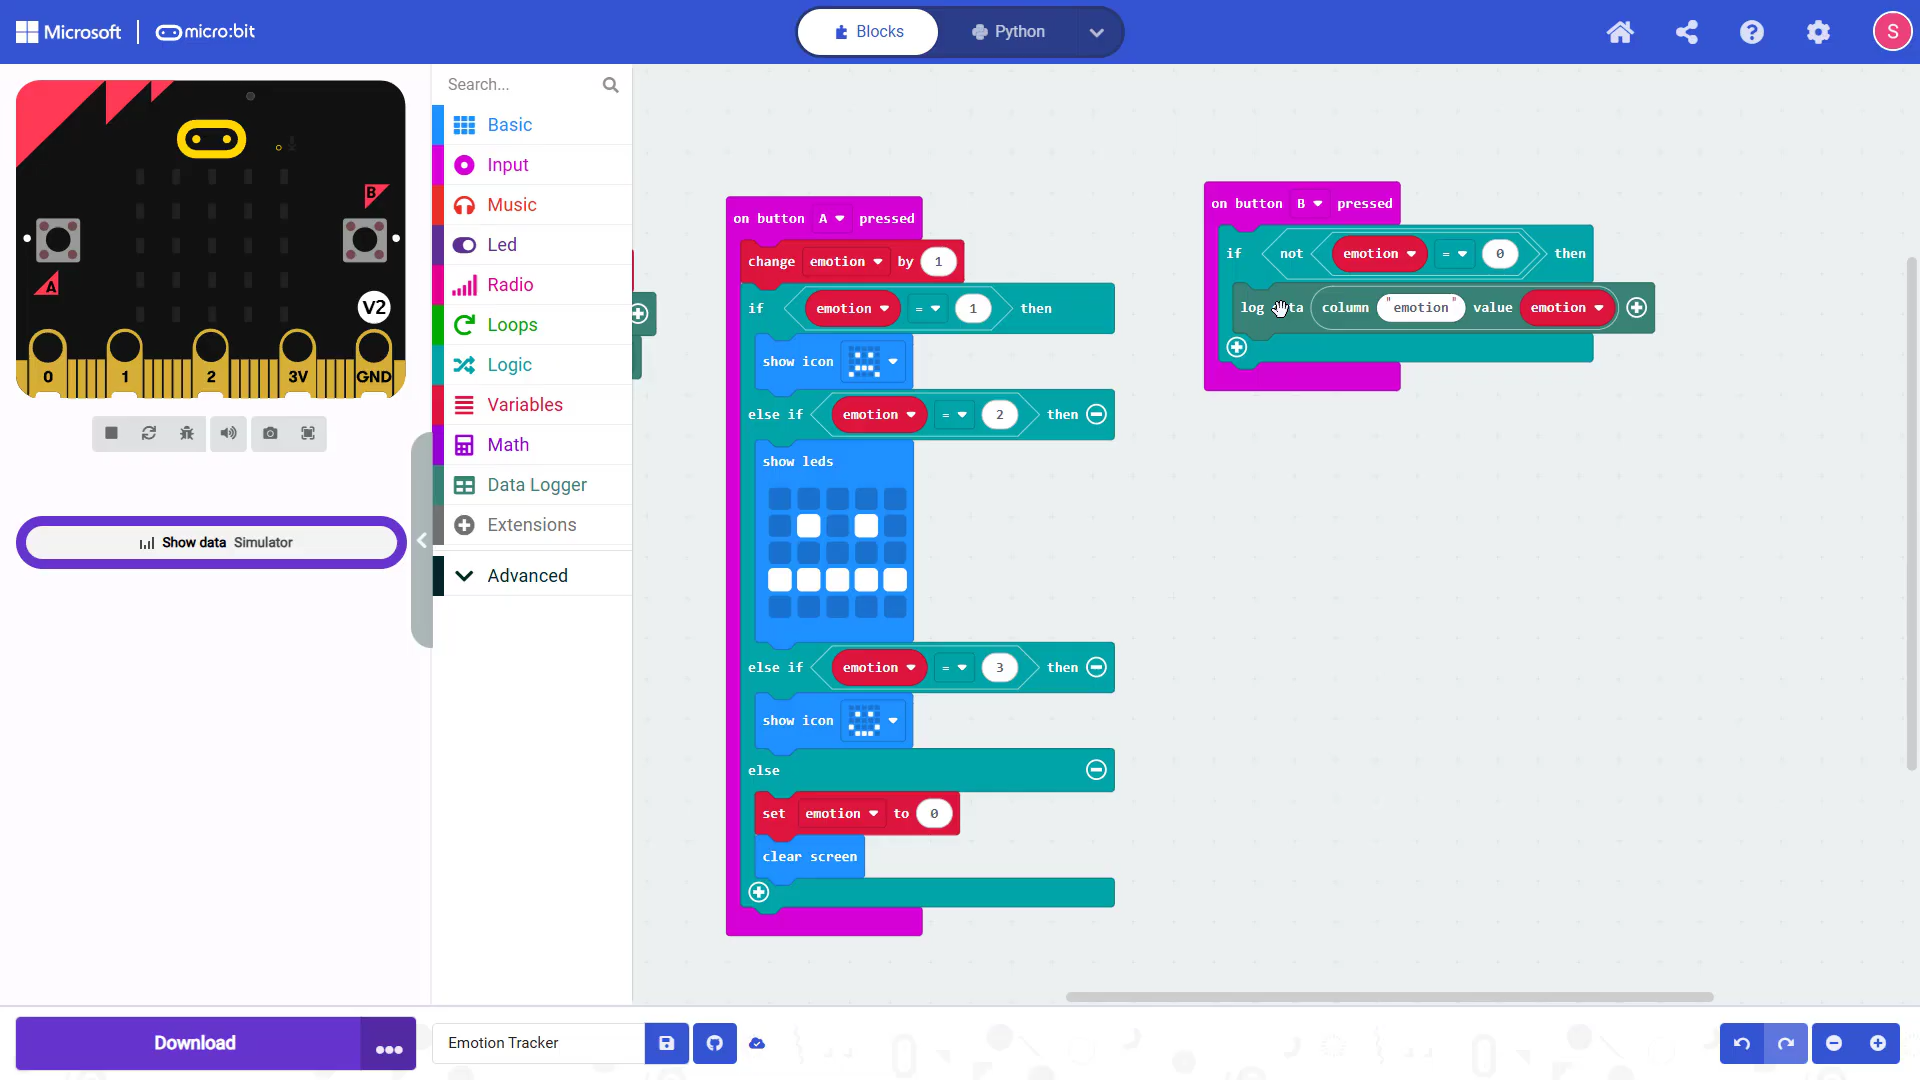 Microsoft
micro:bit
Blocks
Python
S
B
A
V2
0 1 2 3V GND
Show data Simulator
Search...
Basic
Input
Music
Led
Radio
Loops
Logic
Variables
Math
Data Logger
Extensions
Advanced
on button A pressed
change emotion by 1
if emotion = 1 then
show icon
else if emotion = 2 then
show leds
else if emotion = 3 then
show icon
else
set emotion to 0
clear screen
on button B pressed
if not emotion = 0 then
log data column "emotion" value emotion
Download
Emotion Tracker